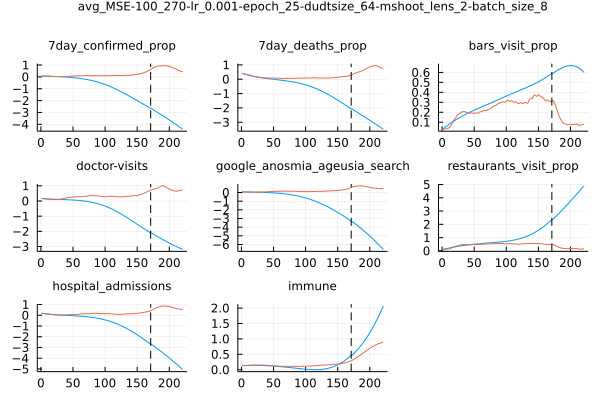 avg_MSE-100_270-lr_0.001-epoch_25-dudtsize_64-mshoot_lens_2-batch_size_8
7day_confirmed_prop 7day_deaths_prop bars_visit_prop
1 0 −1 −2 −3 −4
0 50 100 150 200
1 0 −1 −2 −3
0 50 100 150 200
0.6 0.5 0.4 0.3 0.2 0.1
0 50 100 150 200
doctor-visits google_anosmia_ageusia_search restaurants_visit_prop
1 0 −1 −2 −3
0 50 100 150 200
1 0 −1 −2 −3 −4 −5 −6
0 50 100 150 200
5 4 3 2 1 0
0 50 100 150 200
hospital_admissions immune
1 0 −1 −2 −3 −4 −5
0 50 100 150 200
2.0 1.5 1.0 0.5 0.0
0 50 100 150 200